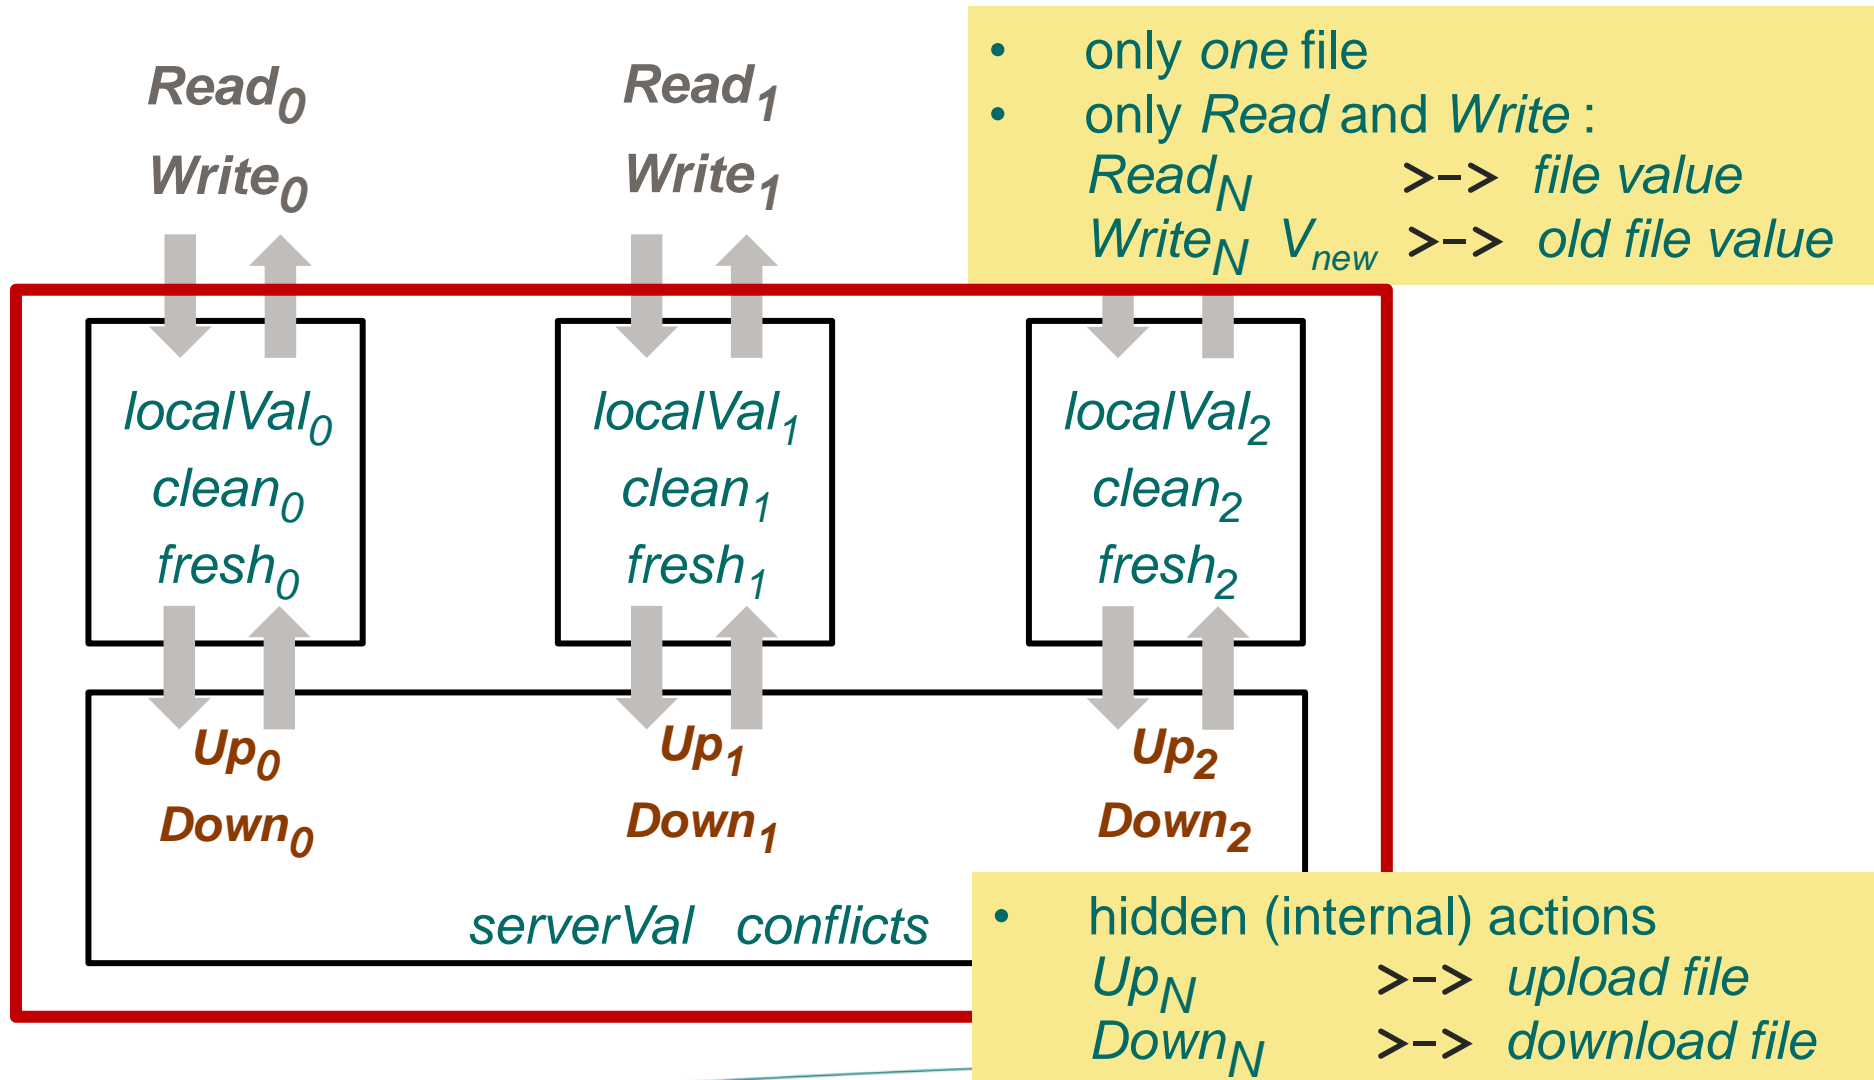 Read0
Write0
Read1
Write1
• only one file
• only Read and Write :
ReadN >-> file value
WriteN Vnew >-> old file value
localVal0
clean0
fresh0
localVal1
clean1
fresh1
localVal2
clean2
fresh2
Up0
Down0
Up1
Down1
Up2
Down2
serverVal conflicts
• hidden (internal) actions
UpN >-> upload file
DownN >-> download file